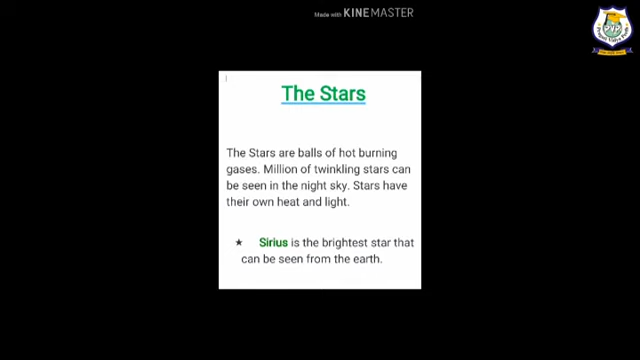 Made with KINEMASTER
PVP
The Stars
The Stars are balls of hot burning
gases. Million of twinkling stars can
be seen in the night sky. Stars have
their own heat and light.
★ Sirius is the brightest star that
can be seen from the earth.